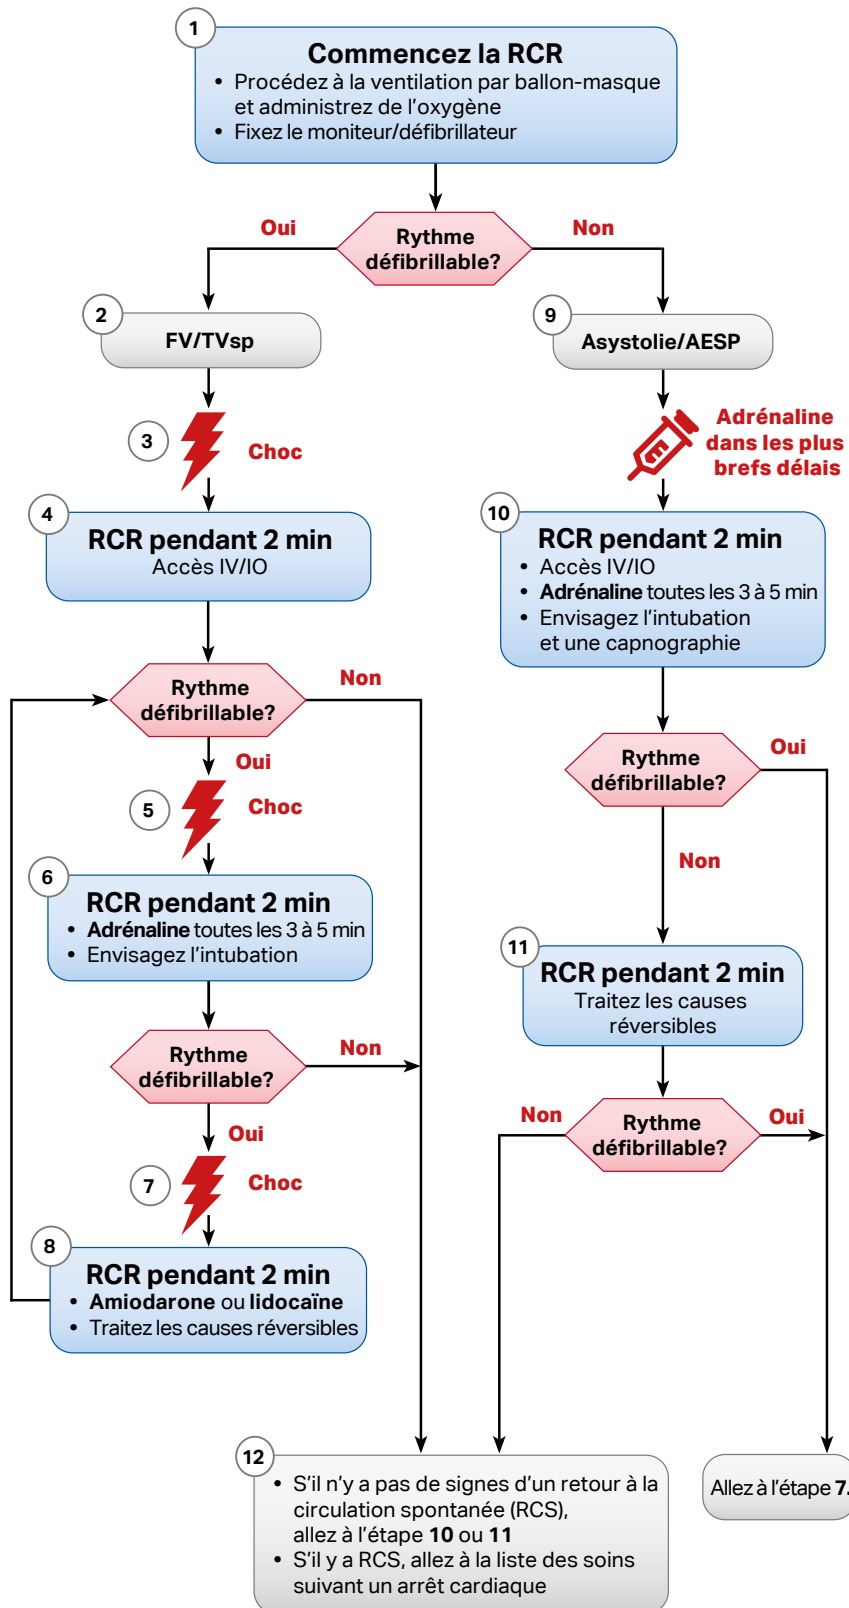 1
Commencez la RCR
• Procédez à la ventilation par ballon-masque
et administrez de l'oxygène
• Fixez le moniteur/défibrillateur
Oui
Rythme
défibrillable?
Non
2
FV/TVsp
3
Choc
4
RCR pendant 2 min
Accès IV/IO
Rythme
défibrillable?
Non
Oui
5
Choc
6
RCR pendant 2 min
• Adrénaline toutes les 3 à 5 min
• Envisagez l'intubation
Rythme
défibrillable?
Non
Oui
7
Choc
8
RCR pendant 2 min
• Amiodarone ou lidocaïne
• Traitez les causes réversibles
9
Asystolie/AESP
Adrénaline
dans les plus
brefs délais
10
RCR pendant 2 min
• Accès IV/IO
• Adrénaline toutes les 3 à 5 min
• Envisagez l'intubation
et une capnographie
Rythme
défibrillable?
Oui
Non
11
RCR pendant 2 min
Traitez les causes
réversibles
Non
Rythme
défibrillable?
Oui
12
• S'il n'y a pas de signes d'un retour à la
circulation spontanée (RCS),
allez à l'étape 10 ou 11
• S'il y a RCS, allez à la liste des soins
suivant un arrêt cardiaque
Allez à l'étape 7.